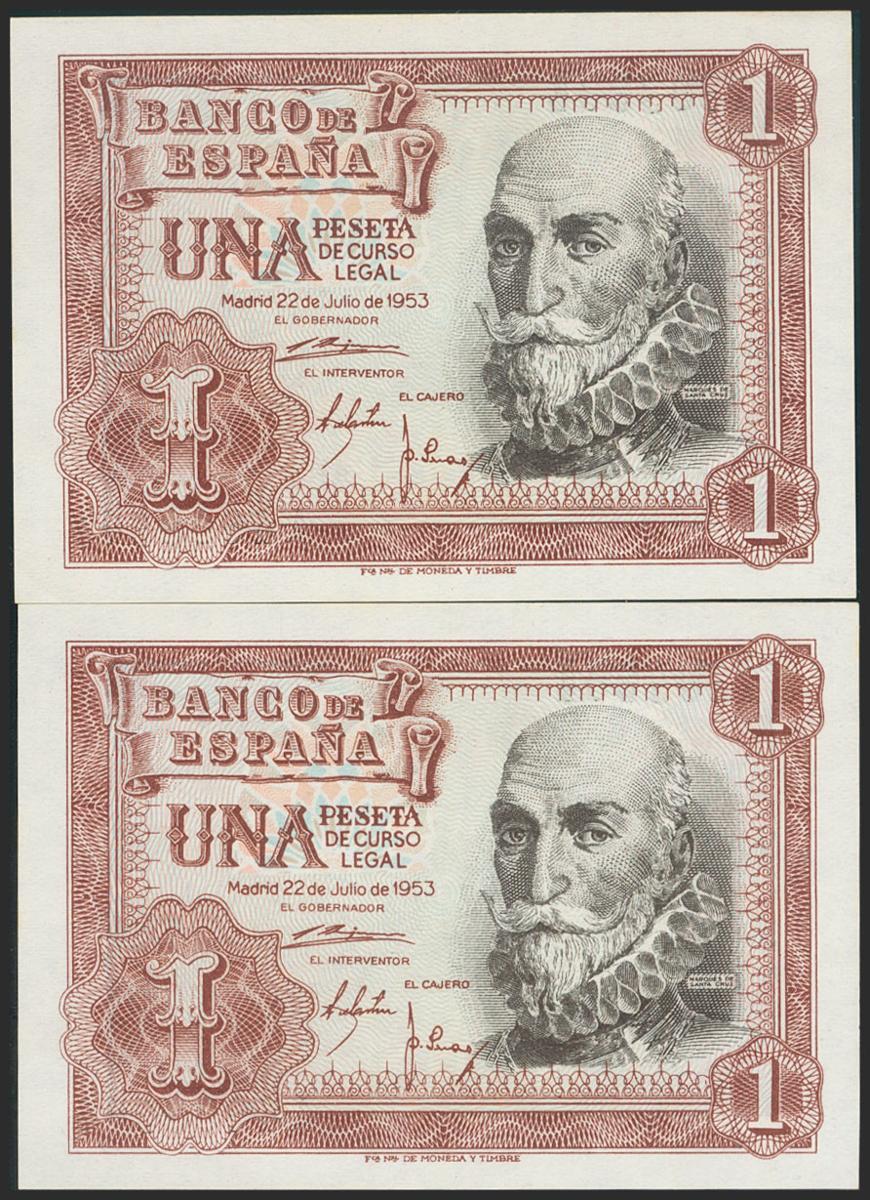 BANCO DE
ESPAÑA
1
UNA PESETA
DE CURSO
LEGAL
Madrid 22 de Julio de 1953
EL GOBERNADOR
EL INTERVENTOR
EL CAJERO
MARQUÉS DE
SANTA CRUZ
1
1
FCA NAL DE MONEDA Y TIMBRE
BANCO DE
ESPAÑA
1
UNA PESETA
DE CURSO
LEGAL
Madrid 22 de Julio de 1953
EL GOBERNADOR
EL INTERVENTOR
EL CAJERO
MARQUÉS DE
SANTA CRUZ
1
1
FCA NAL DE MONEDA Y TIMBRE